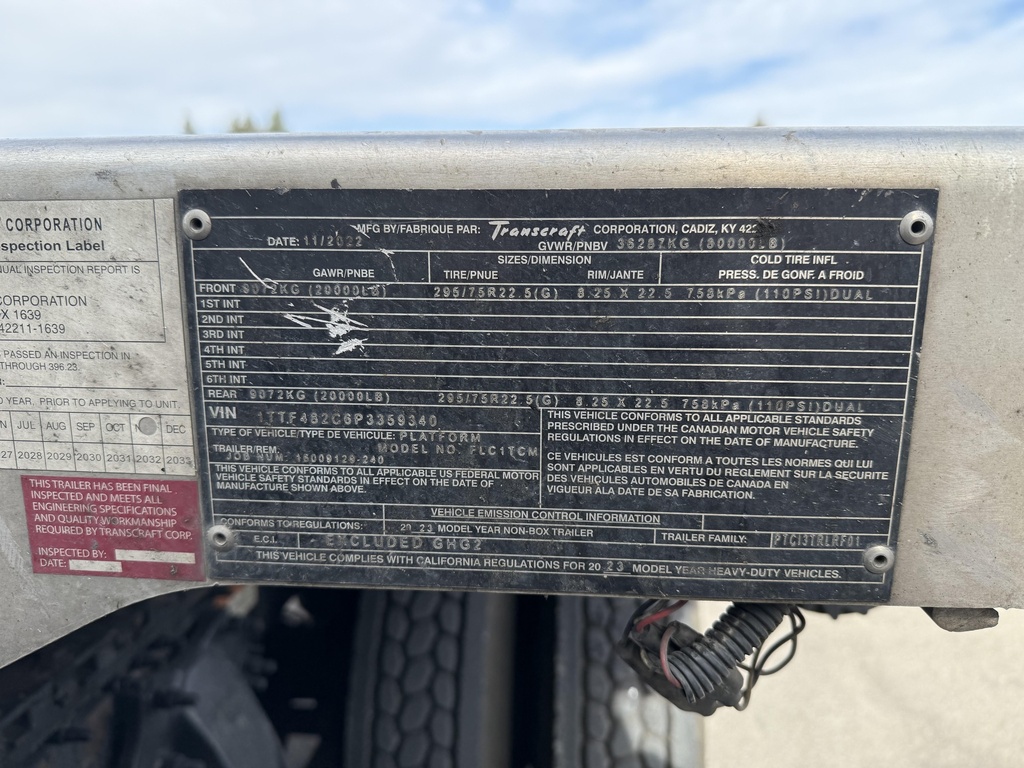 CORPORATION
spection Label
NUAL INSPECTION REPORT IS
ORPORATION
X 1639
42211-1639
PASSED AN INSPECTION IN
THROUGH 396.23
D YEAR, PRIOR TO APPLYING TO UNIT.
JUL AUG SEP OCT DEC
27 2028 2029 2030 2031 2032 2033
THIS TRAILER HAS BEEN FINAL
INSPECTED AND MEETS ALL
ENGINEERING SPECIFICATIONS
AND QUALITY WORKMANSHIP
REQUIRED BY TRANSCRAFT CORP.
INSPECTED BY:
DATE:
MFG BY/FABRIQUE PAR: Transcraft CORPORATION, CADIZ, KY 422
DATE: 11/2022 GVWR/PNBV 36287KG (80000LB)
GAWR/PNBE SIZES/DIMENSION COLD TIRE INFL
TIRE/PNUE RIM/JANTE PRESS. DE GONF. A FROID
FRONT 9072KG (20000LB) 295/75R22.5(G) 8.25 X 22.5 758kPa (110PSI)DUAL
1ST INT
2ND INT
3RD INT
4TH INT
5TH INT
6TH INT
REAR 9072KG (20000LB) 295/75R22.5(G) 8.25 X 22.5 758kPa (110PSI)DUAL
VIN 1TTF482C6P3359340
TYPE OF VEHICLE/TYPE DE VEHICULE: PLATFORM
TRAILER/REM. MODEL NO. FLC1TCM
JOB NUM. 15009128-240
THIS VEHICLE CONFORMS TO ALL APPLICABLE US FEDERAL MOTOR
VEHICLE SAFETY STANDARDS IN EFFECT ON THE DATE OF
MANUFACTURE SHOWN ABOVE.
THIS VEHICLE CONFORMS TO ALL APPLICABLE STANDARDS
PRESCRIBED UNDER THE CANADIAN MOTOR VEHICLE SAFETY
REGULATIONS IN EFFECT ON THE DATE OF MANUFACTURE.
CE VEHICULES EST CONFORM A TOUTES LES NORMES QUI LUI
SONT APPLICABLES EN VERTU DU REGLEMENT SUR LA SECURITE
DES VEHICULES AUTOMOBILES DE CANADA EN
VIGUEUR ALA DATE DE SA FABRICATION.
VEHICLE EMISSION CONTROL INFORMATION
CONFORMS TO REGULATIONS: 20 23 MODEL YEAR NON-BOX TRAILER TRAILER FAMILY: PTCI3TRLRF01
E.C.I. EXCLUDED GHG2
THIS VEHICLE COMPLIES WITH CALIFORNIA REGULATIONS FOR 20 23 MODEL YEAR HEAVY-DUTY VEHICLES.